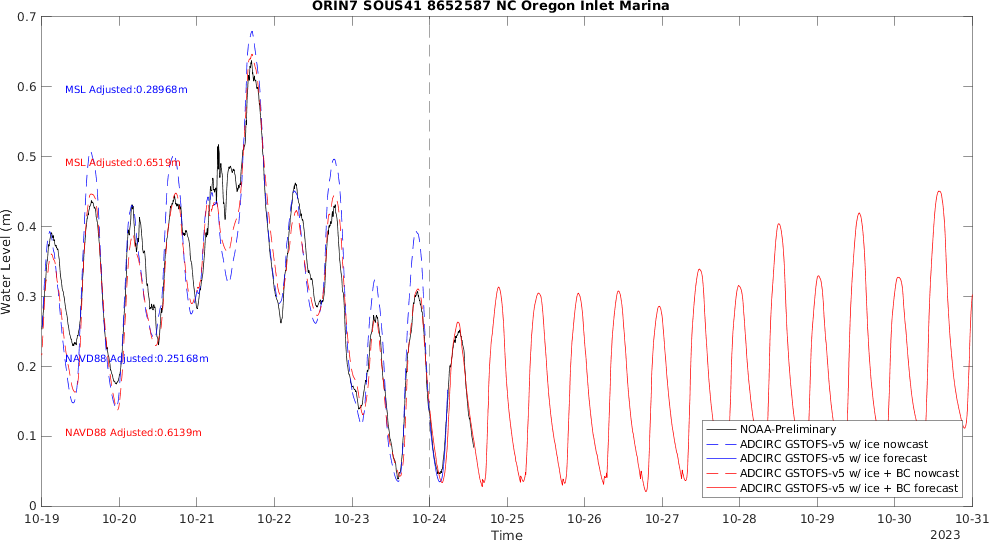 ORIN7 SOUS41 8652587 NC Oregon Inlet Marina
0.7
0.6
0.5
0.4
0.3
0.2
0.1
0
Water Level (m)
MSL Adjusted:0.28968m
MSL Adjusted:0.6519m
NAVD88 Adjusted:0.25168m
NAVD88 Adjusted:0.6139m
NOAA-Preliminary
ADCIRC GSTOFS-v5 w/ ice nowcast
ADCIRC GSTOFS-v5 w/ ice forecast
ADCIRC GSTOFS-v5 w/ ice + BC nowcast
ADCIRC GSTOFS-v5 w/ ice + BC forecast
10-19 10-20 10-21 10-22 10-23 10-24 10-25 10-26 10-27 10-28 10-29 10-30 10-31
Time
2023